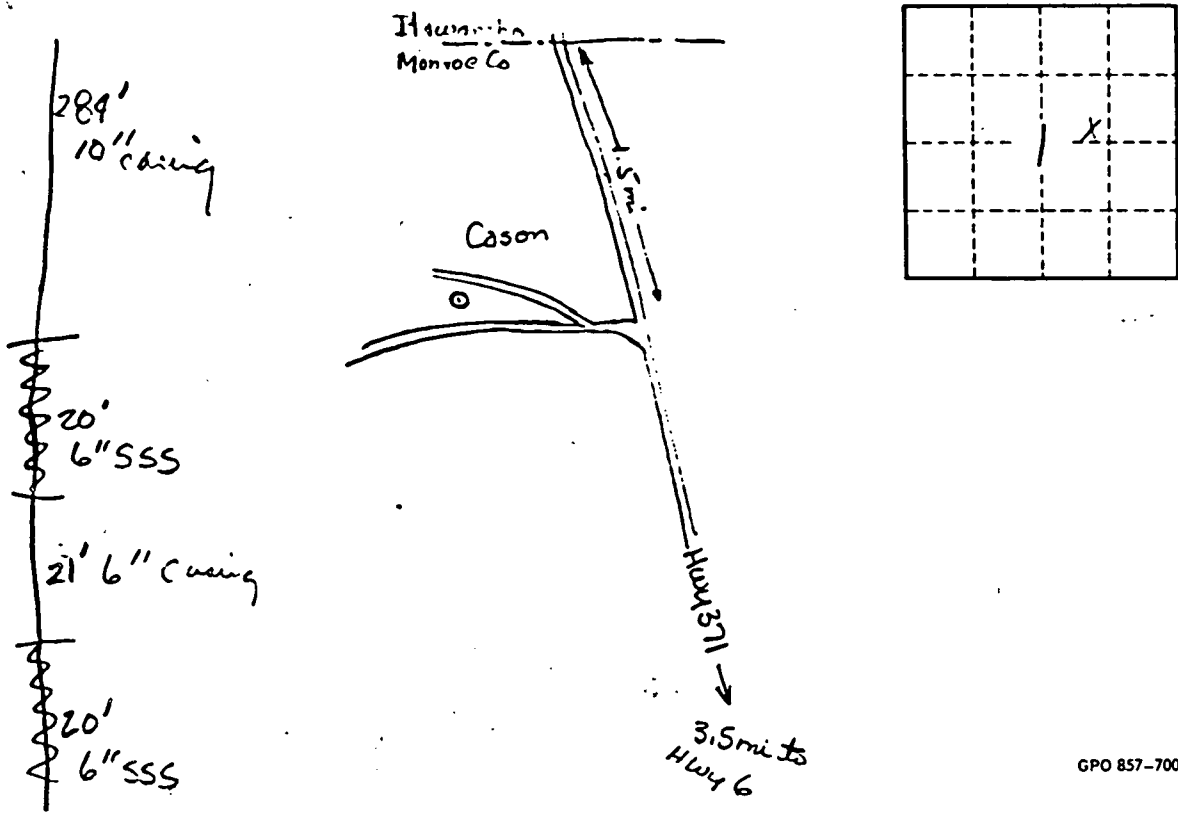 284'
10" casing
20'
6" SSS
21' 6" Casing
20'
6" SSS
Itawamba
Monroe Co
1.5 mi
Cason
Hwy 371
3.5 mi to
Hwy 6
X
GPO 857-700